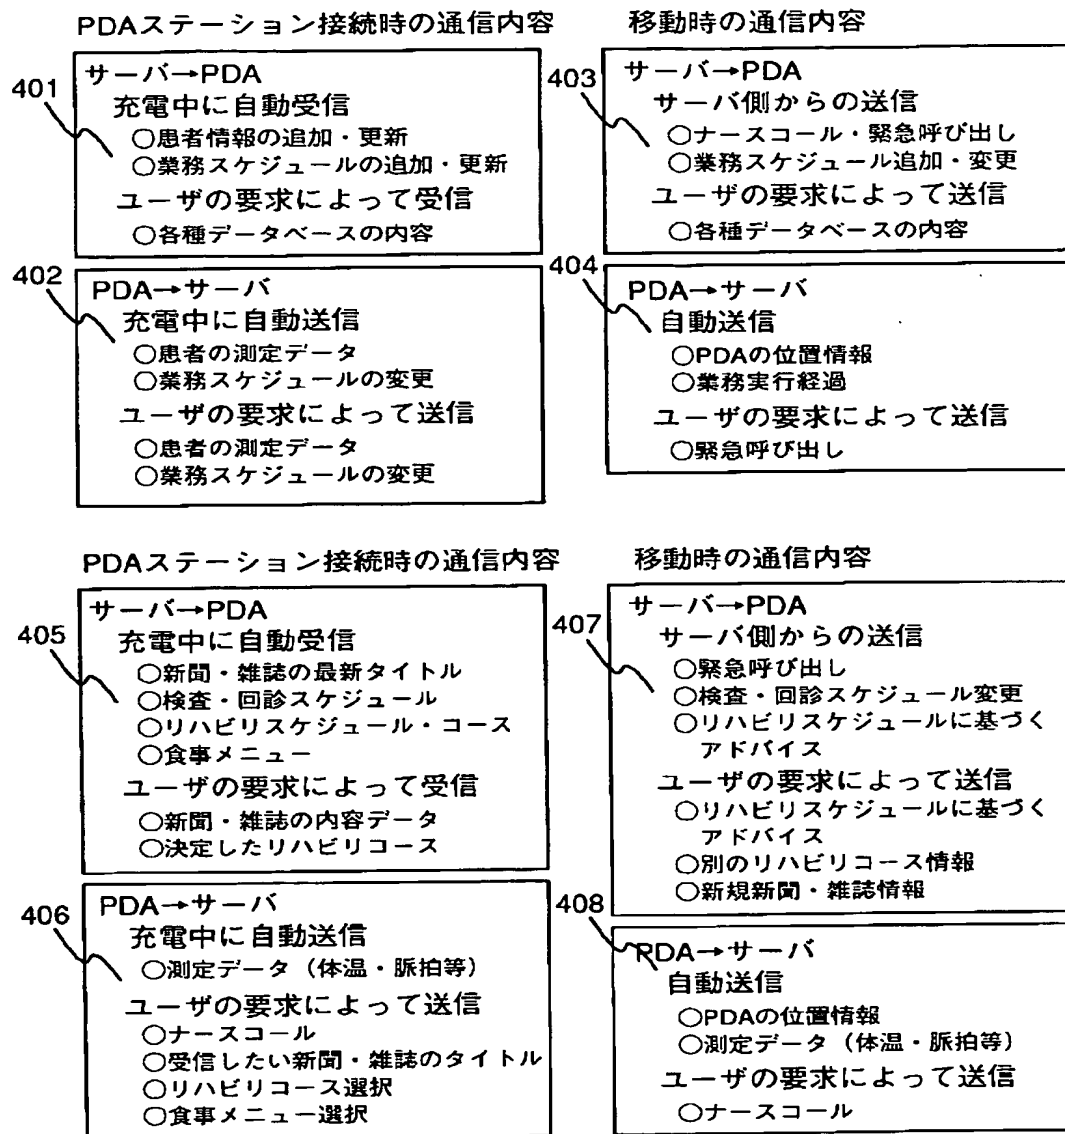 PDAステーション接続時の通信内容
401
サーバ→PDA
充電中に自動受信
○患者情報の追加・更新
○業務スケジュールの追加・更新
ユーザの要求によって受信
○各種データベースの内容
402
PDA→サーバ
充電中に自動送信
○患者の測定データ
○業務スケジュールの変更
ユーザの要求によって送信
○患者の測定データ
○業務スケジュールの変更
移動時の通信内容
403
サーバ→PDA
サーバ側からの送信
○ナースコール・緊急呼び出し
○業務スケジュール追加・変更
ユーザの要求によって送信
○各種データベースの内容
404
PDA→サーバ
自動送信
○PDAの位置情報
○業務実行経過
ユーザの要求によって送信
○緊急呼び出し
PDAステーション接続時の通信内容
405
サーバ→PDA
充電中に自動受信
○新聞・雑誌の最新タイトル
○検査・回診スケジュール
○リハビリスケジュール・コース
○食事メニュー
ユーザの要求によって受信
○新聞・雑誌の内容データ
○決定したリハビリコース
406
PDA→サーバ
充電中に自動送信
○測定データ（体温・脈拍等）
ユーザの要求によって送信
○ナースコール
○受信したい新聞・雑誌のタイトル
○リハビリコース選択
○食事メニュー選択
移動時の通信内容
407
サーバ→PDA
サーバ側からの送信
○緊急呼び出し
○検査・回診スケジュール変更
○リハビリスケジュールに基づく
アドバイス
ユーザの要求によって送信
○リハビリスケジュールに基づく
アドバイス
○別のリハビリコース情報
○新規新聞・雑誌情報
408
PDA→サーバ
自動送信
○PDAの位置情報
○測定データ（体温・脈拍等）
ユーザの要求によって送信
○ナースコール